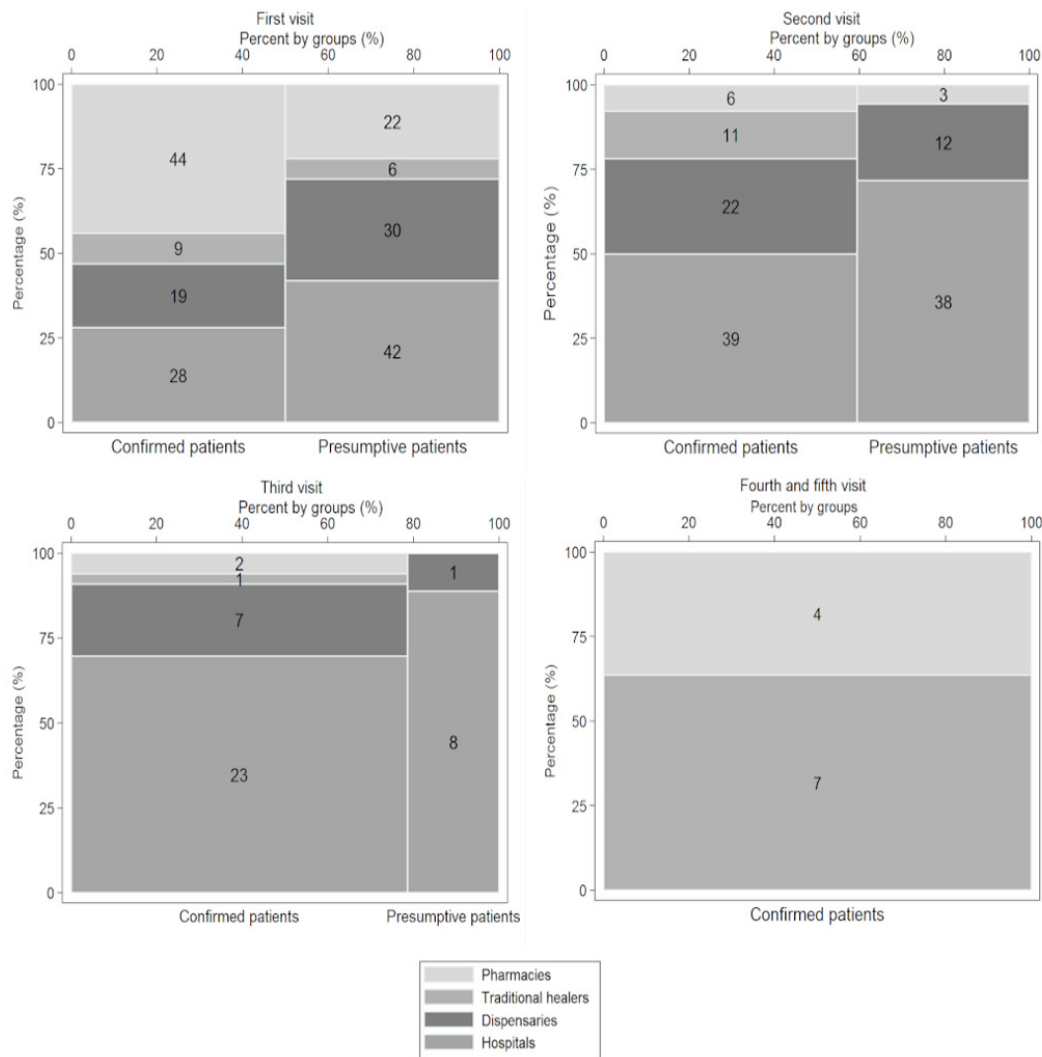 First visit
Percent by groups (%)
0 20 40 60 80 100
Percentage (%)
100
75
50
25
0
44
9
19
28
22
6
30
42
Confirmed patients Presumptive patients
Second visit
Percent by groups (%)
0 20 40 60 80 100
Percentage (%)
100
75
50
25
0
6
11
22
39
3
12
38
Confirmed patients Presumptive patients
Third visit
Percent by groups (%)
0 20 40 60 80 100
Percentage (%)
100
75
50
25
0
2
1
7
23
1
8
Confirmed patients Presumptive patients
Fourth and fifth visit
Percent by groups
0 20 40 60 80 100
Percentage (%)
100
75
50
25
0
4
7
Confirmed patients
Pharmacies
Traditional healers
Dispensaries
Hospitals